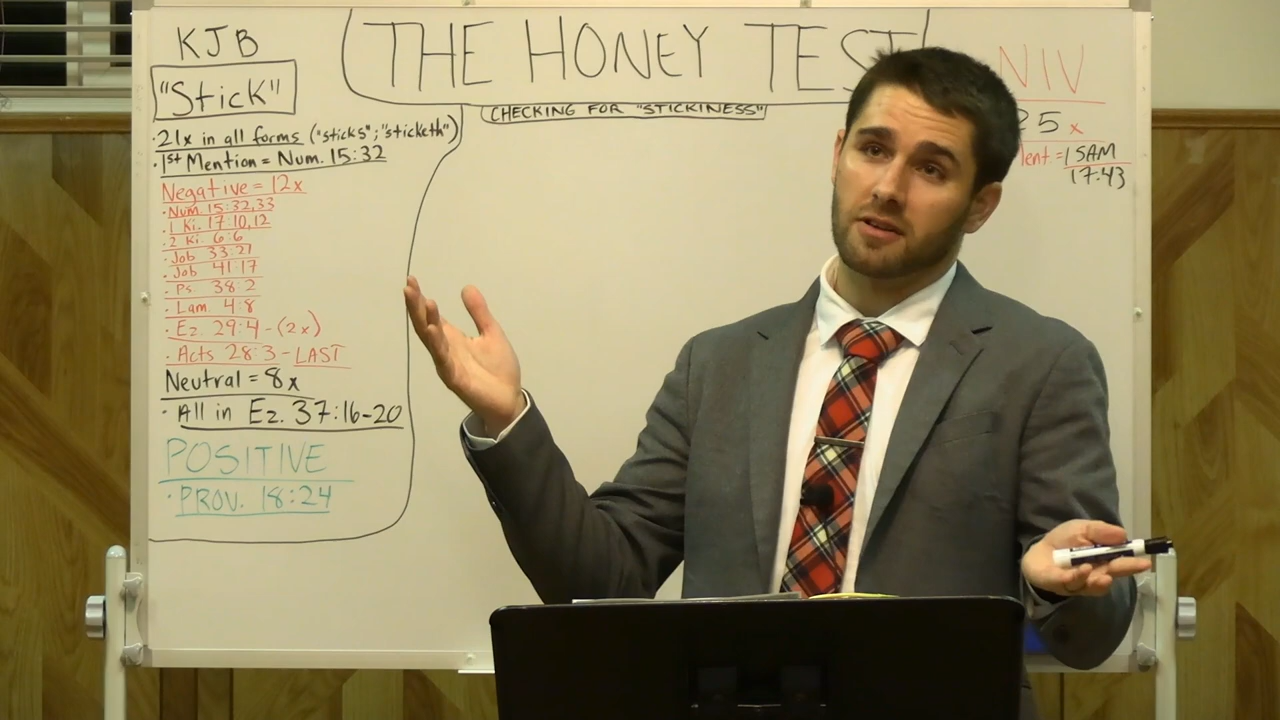 KJB
"Stick"
· 21x in all forms ("sticks"; "sticketh")
· 1st Mention = Num. 15:32
Negative = 12x
· Num. 15:32,33
· 1 Ki. 17:10,12
· 2 Ki. 6:6
· Job 33:21
· Job 41:17
· Ps. 38:2
· Lam. 4:8
· Ez. 29:4 - (2x)
· Acts 28:3 - LAST
Neutral = 8x
· All in Ez. 37:16-20
POSITIVE
· PROV. 18:24
THE HONEY TEST
CHECKING FOR "STICKINESS"
NIV
25x
1 SAM
17:43